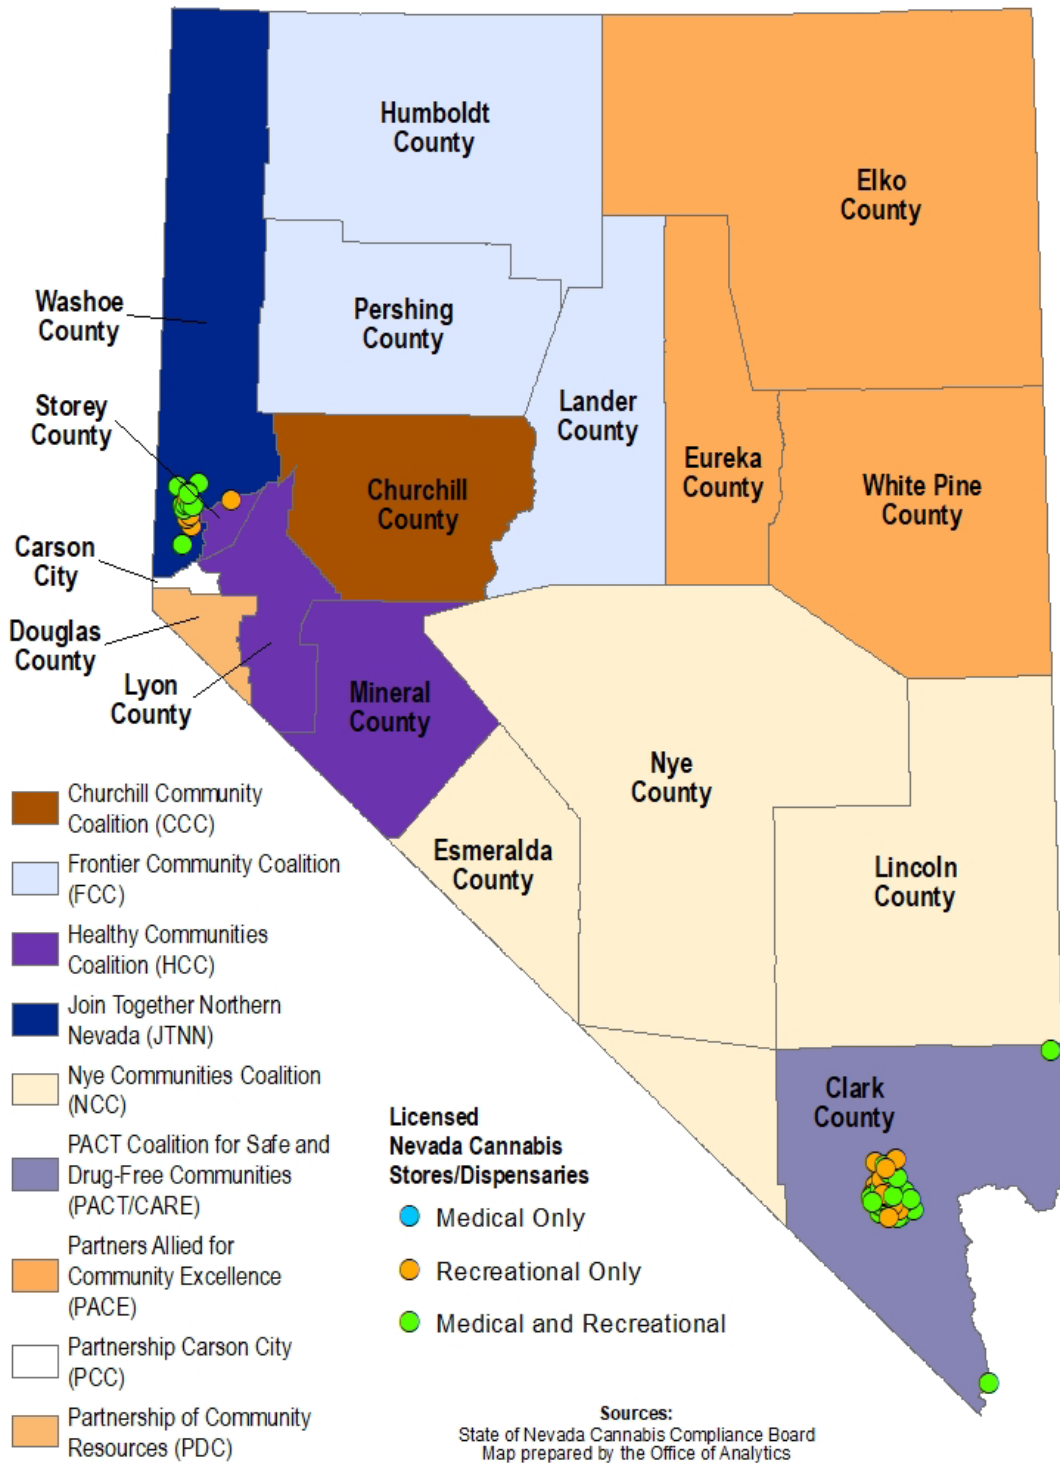 Humboldt
County
Elko
County
Washoe
County
Pershing
County
Storey
County
Lander
County
Eureka
County
White Pine
County
Churchill
County
Carson
City
Douglas
County
Lyon
County
Mineral
County
Nye
County
Esmeralda
County
Lincoln
County
Clark
County
Churchill Community
Coalition (CCC)
Frontier Community Coalition
(FCC)
Healthy Communities
Coalition (HCC)
Join Together Northern
Nevada (JTNN)
Nye Communities Coalition
(NCC)
PACT Coalition for Safe and
Drug-Free Communities
(PACT/CARE)
Partners Allied for
Community Excellence
(PACE)
Partnership Carson City
(PCC)
Partnership of Community
Resources (PDC)
Licensed
Nevada Cannabis
Stores/Dispensaries
Medical Only
Recreational Only
Medical and Recreational
Sources:
State of Nevada Cannabis Compliance Board
Map prepared by the Office of Analytics